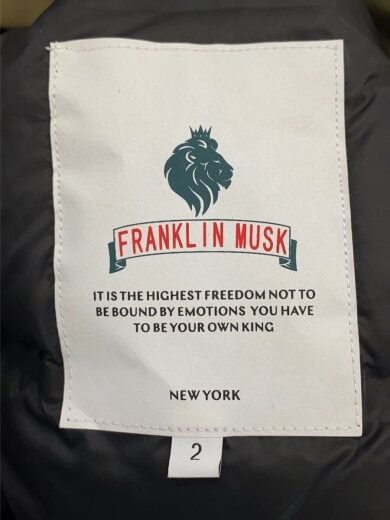 FRANKLIN MUSK
IT IS THE HIGHEST FREEDOM NOT TO
BE BOUND BY EMOTIONS YOU HAVE
TO BE YOUR OWN KING
NEW YORK
2